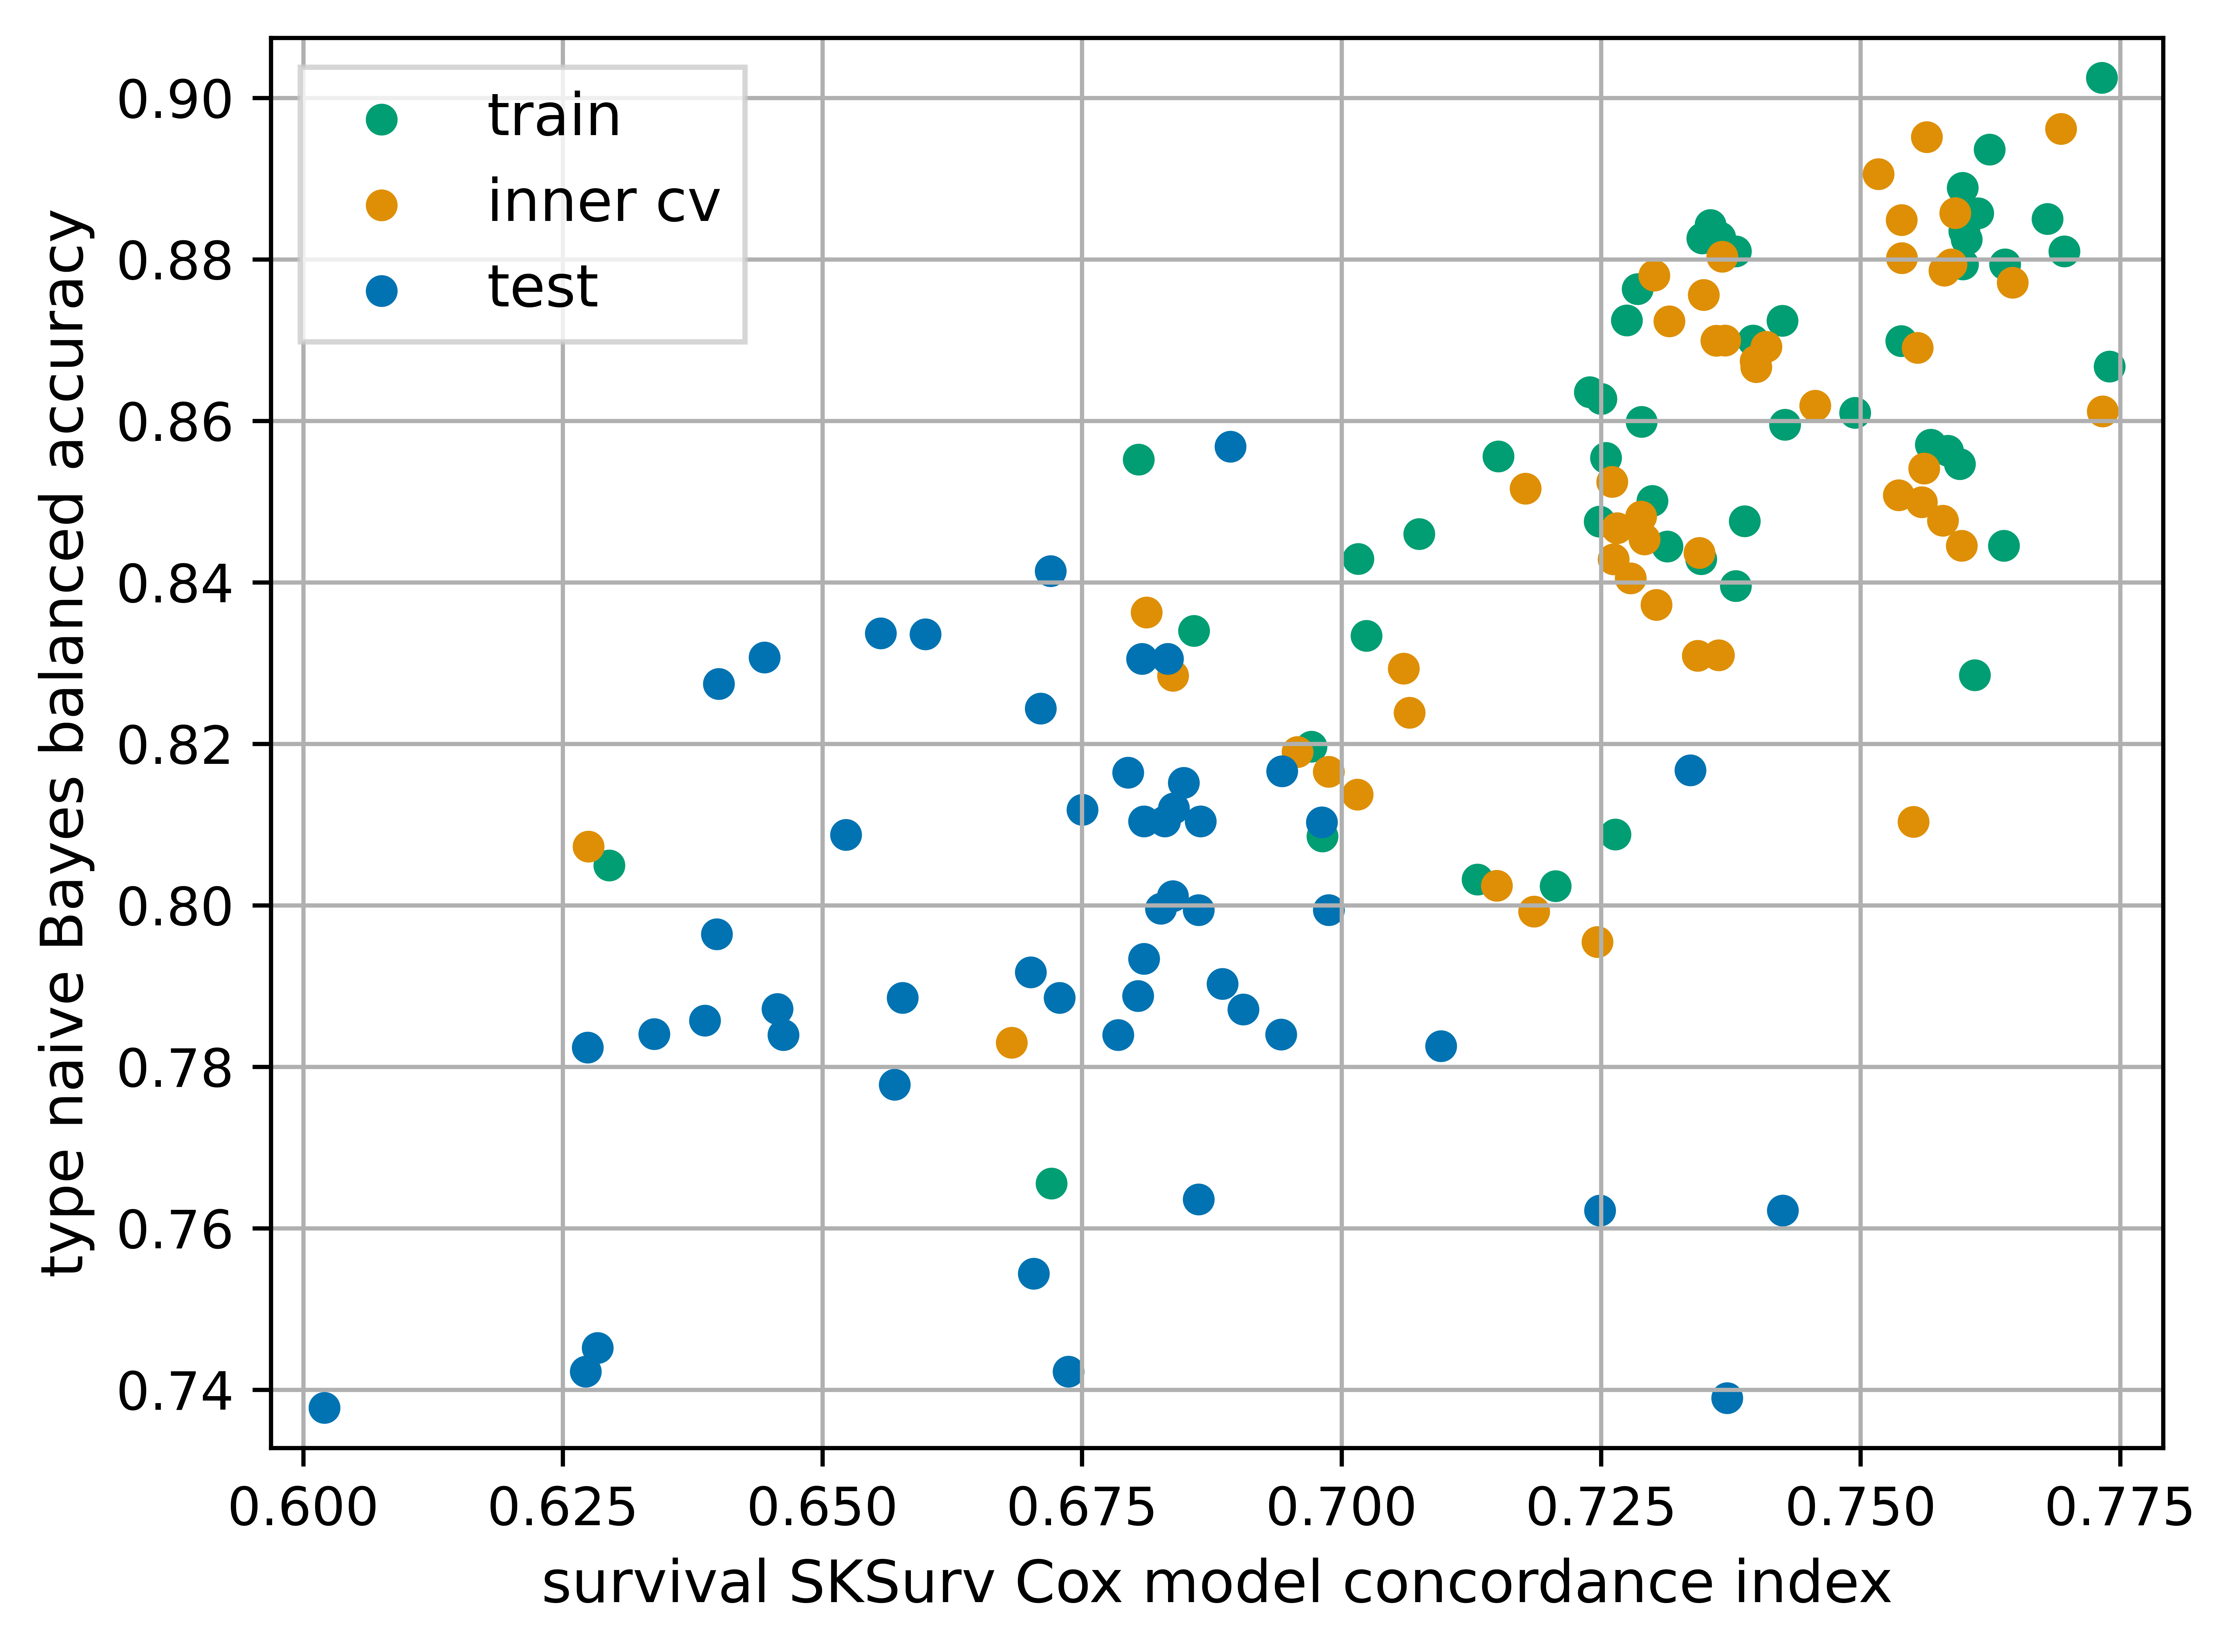 train
inner cv
test
type naive Bayes balanced accuracy
0.90
0.88
0.86
0.84
0.82
0.80
0.78
0.76
0.74
0.600 0.625 0.650 0.675 0.700 0.725 0.750 0.775
survival SKSurv Cox model concordance index